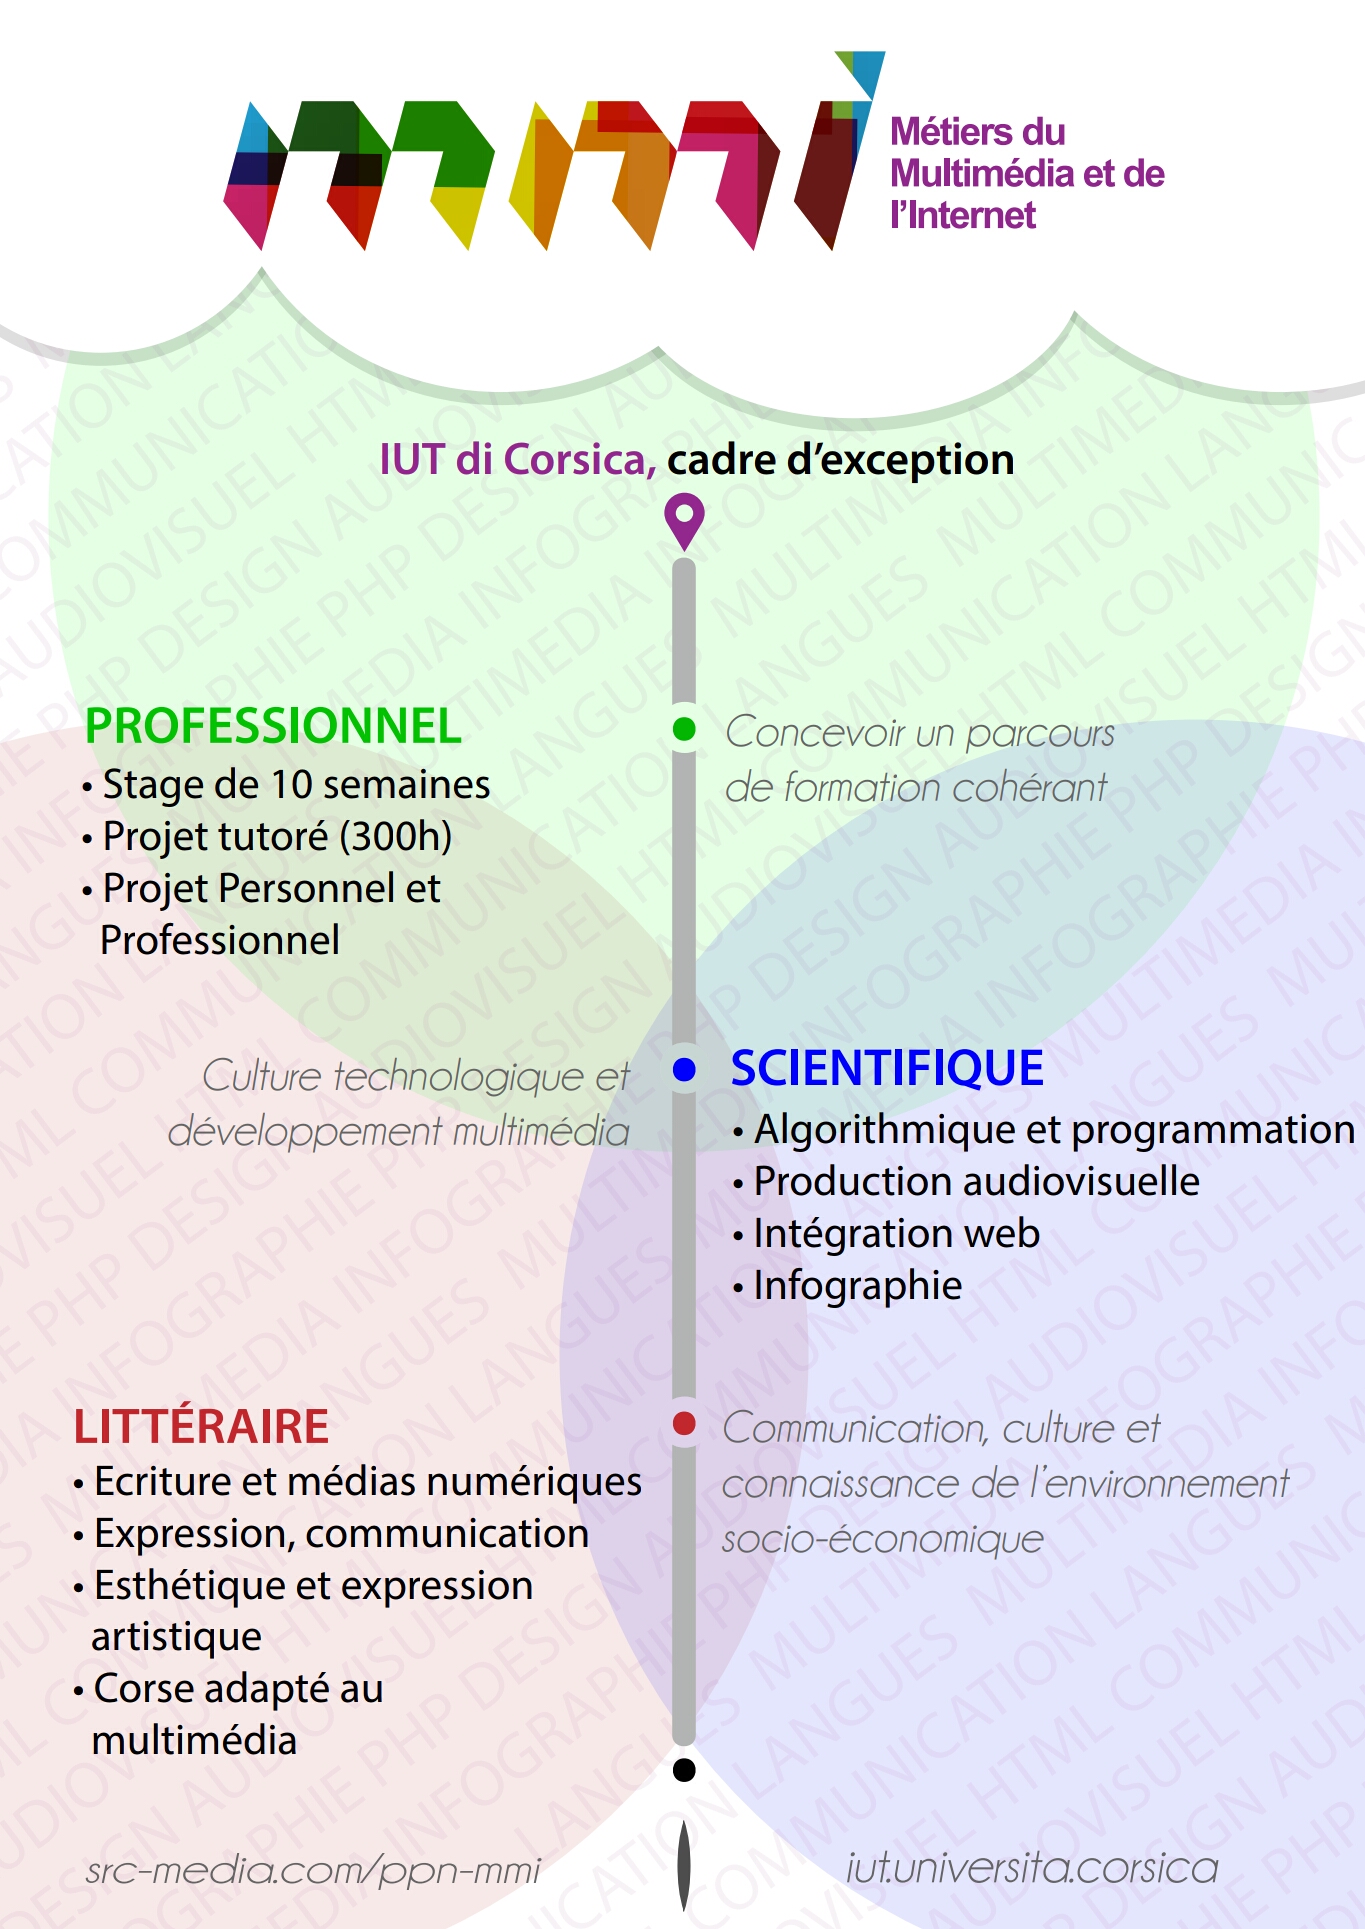 mmi
Métiers du
Multimédia et de
l’Internet
IUT di Corsica, cadre d’exception
PROFESSIONNEL
• Stage de 10 semaines
• Projet tutoré (300h)
• Projet Personnel et
Professionnel
Concevoir un parcours
de formation cohérant
Culture technologique et
développement multimédia
SCIENTIFIQUE
• Algorithmique et programmation
• Production audiovisuelle
• Intégration web
• Infographie
LITTÉRAIRE
• Ecriture et médias numériques
• Expression, communication
• Esthétique et expression
artistique
• Corse adapté au
multimédia
Communication, culture et
connaissance de l’environnement
socio-économique
src-media.com/ppn-mmi
iut.universita.corsica